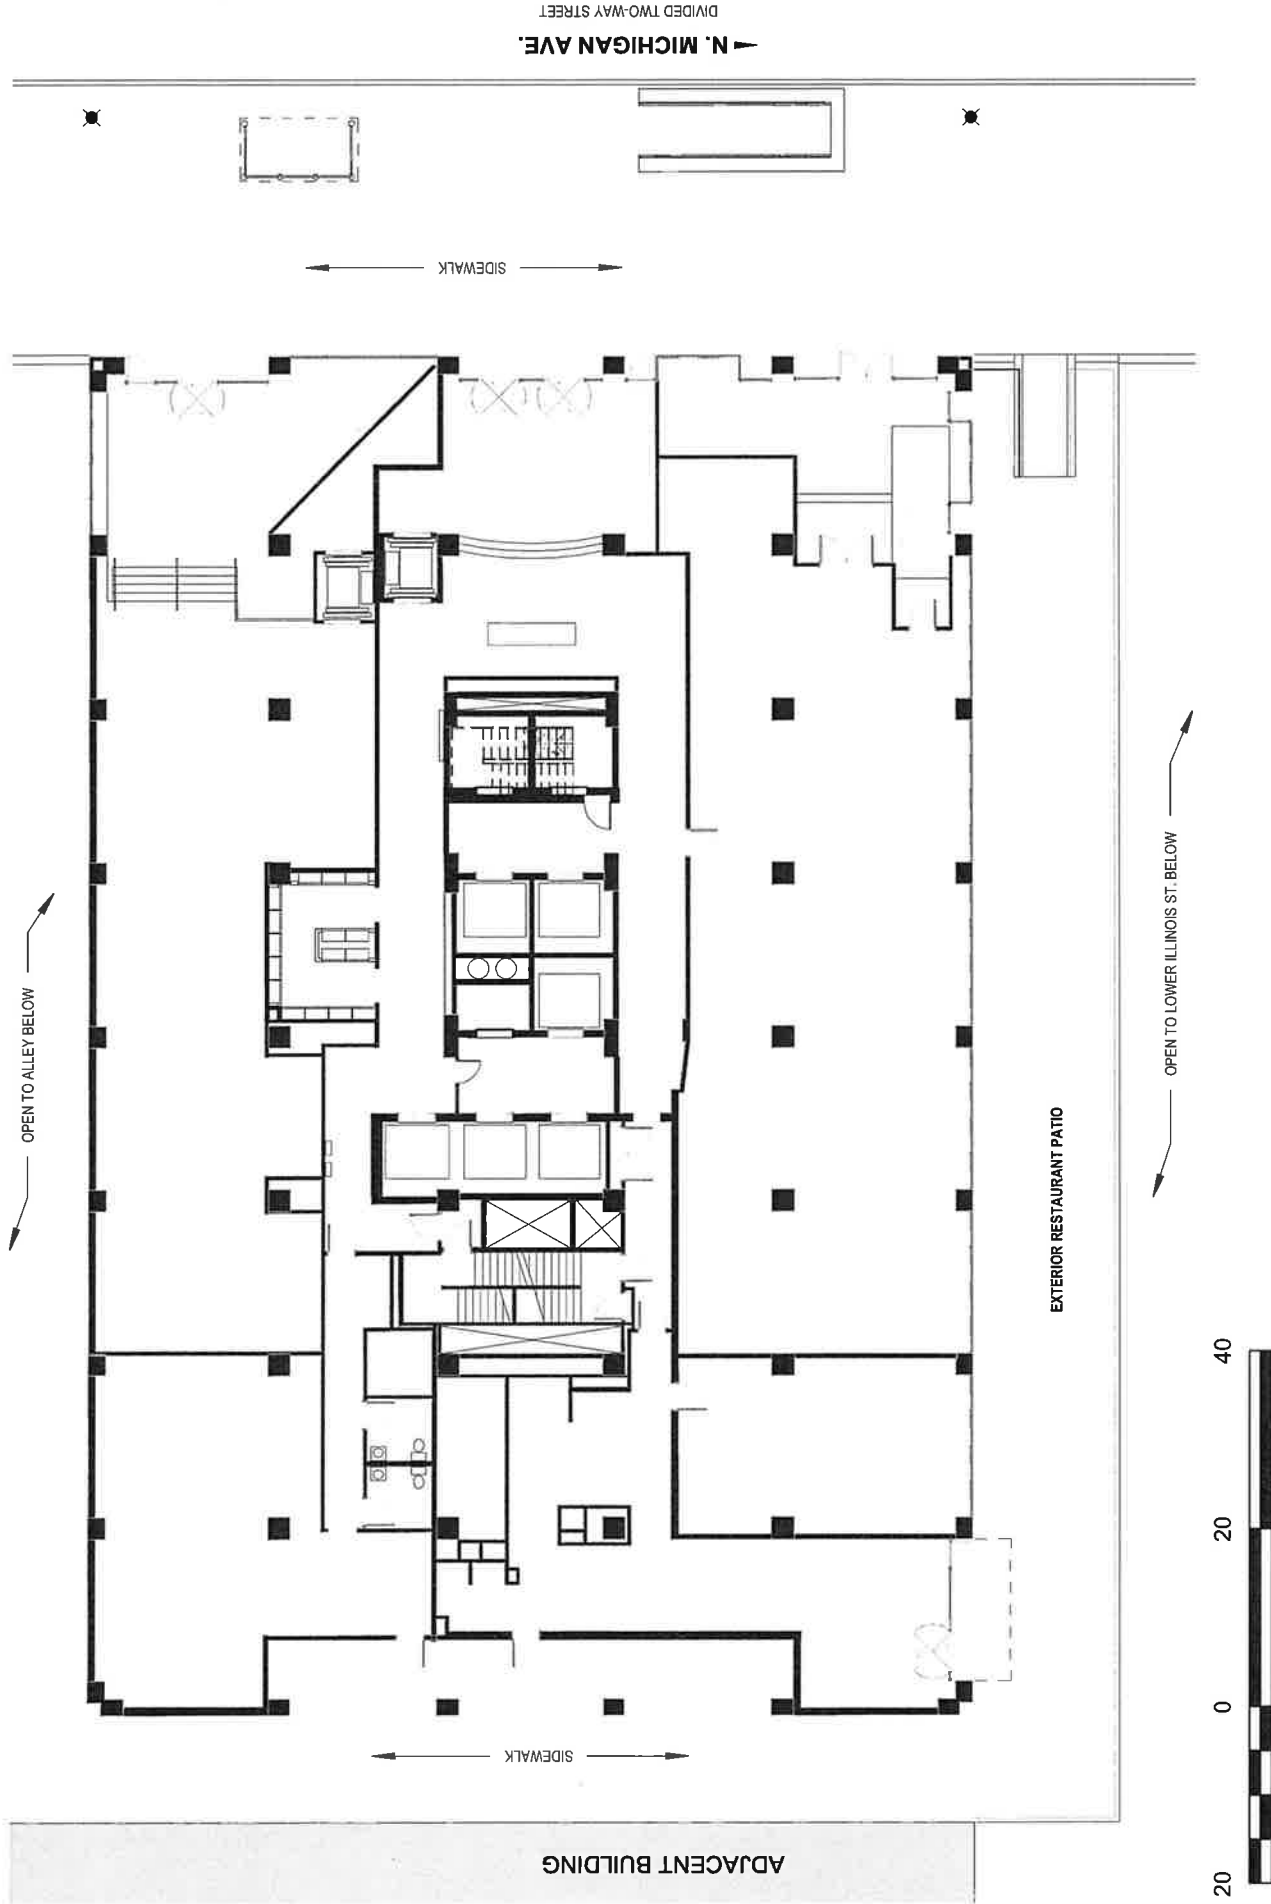 DIVIDED TWO-WAY STREET
N. MICHIGAN AVE.
SIDEWALK
OPEN TO ALLEY BELOW
OPEN TO LOWER ILLINOIS ST. BELOW
EXTERIOR RESTAURANT PATIO
SIDEWALK
ADJACENT BUILDING
20
0
20
40